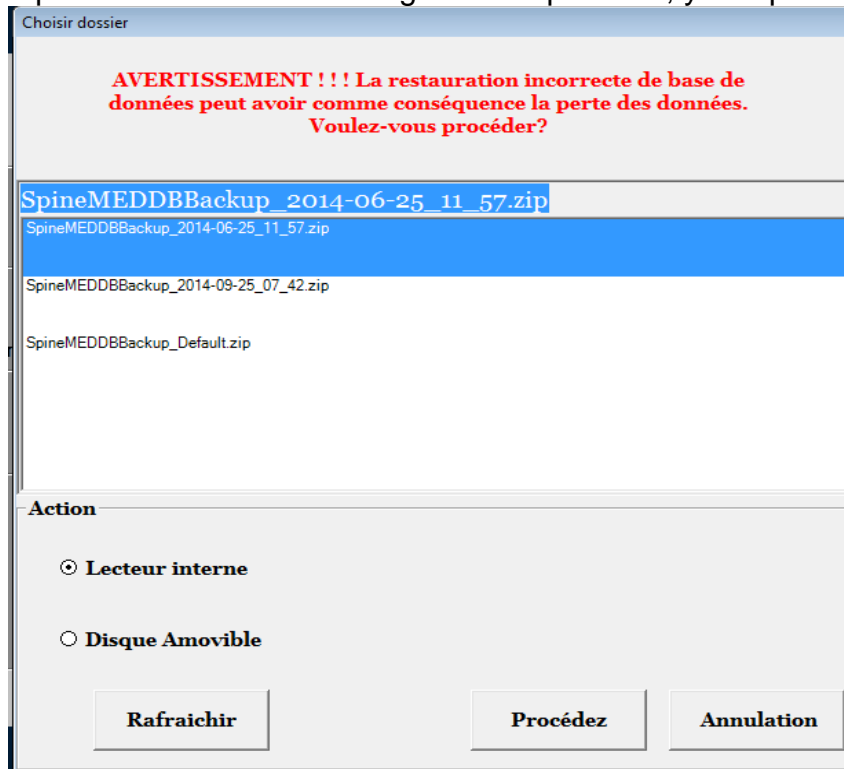 Choisir dossier
AVERTISSEMENT ! ! ! La restauration incorrecte de base de
données peut avoir comme conséquence la perte des données.
Voulez-vous procéder?
SpineMEDDBBackup_2014-06-25_11_57.zip
SpineMEDDBBackup_2014-06-25_11_57.zip
SpineMEDDBBackup_2014-09-25_07_42.zip
SpineMEDDBBackup_Default.zip
Action
Lecteur interne
Disque Amovible
Rafraichir
Procédez
Annulation